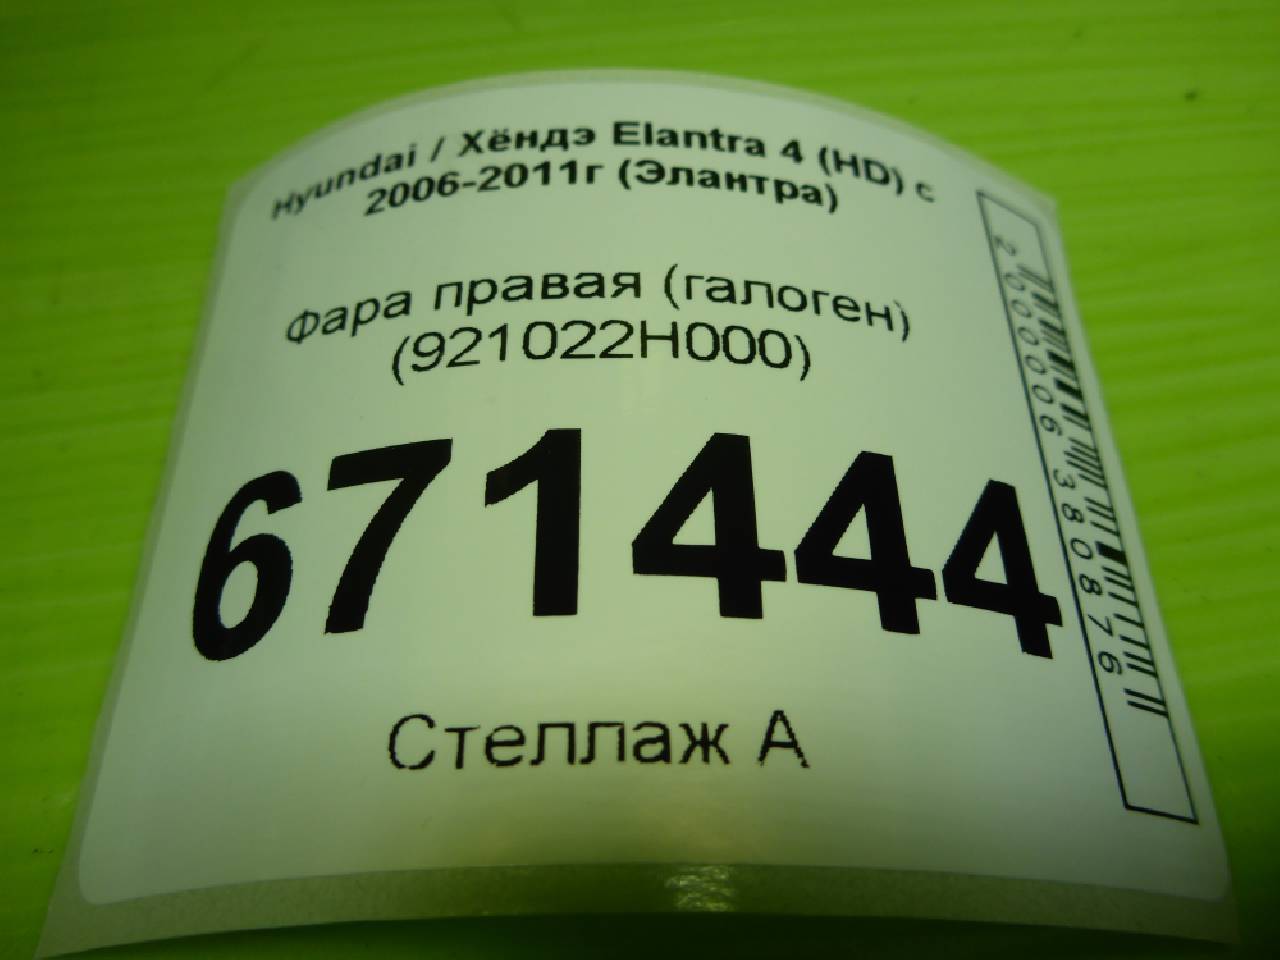 Hyundai / Хёндэ Elantra 4 (HD) с
2006-2011г (Элантра)
Фара правая (галоген)
(921022H000)
671444
Стеллаж А
2000006380876